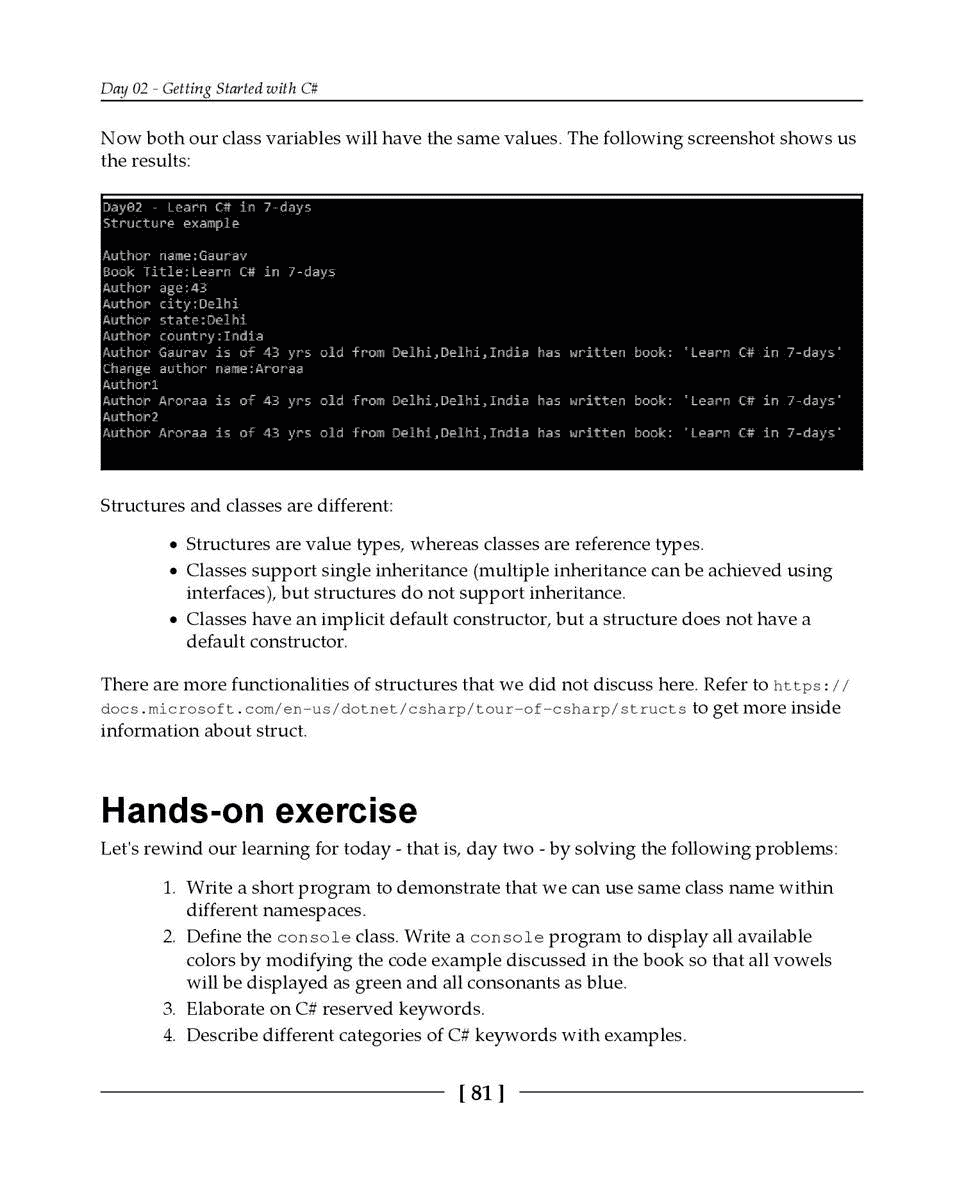 Day 02 - Getting Started with C#
Now both our class variables will have the same values. The following screenshot shows us
the results:
Day02 - Learn C# in 7-days
Structure example
Author name:Gaurav
Book Title:Learn C# in 7-days
Author age:43
Author city:Delhi
Author state:Delhi
Author country:India
Author Gaurav is of 43 yrs old from Delhi,Delhi,India has written book: 'Learn C# in 7-days'
Change author name:Aroraa
Author1
Author Aroraa is of 43 yrs old from Delhi,Delhi,India has written book: 'Learn C# in 7-days'
Author2
Author Aroraa is of 43 yrs old from Delhi,Delhi,India has written book: 'Learn C# in 7-days'
Structures and classes are different:
• Structures are value types, whereas classes are reference types.
• Classes support single inheritance (multiple inheritance can be achieved using
interfaces), but structures do not support inheritance.
• Classes have an implicit default constructor, but a structure does not have a
default constructor.
There are more functionalities of structures that we did not discuss here. Refer to https://
docs.microsoft.com/en-us/dotnet/csharp/tour-of-csharp/structs to get more inside
information about struct.
Hands-on exercise
Let's rewind our learning for today - that is, day two - by solving the following problems:
1. Write a short program to demonstrate that we can use same class name within
different namespaces.
2. Define the console class. Write a console program to display all available
colors by modifying the code example discussed in the book so that all vowels
will be displayed as green and all consonants as blue.
3. Elaborate on C# reserved keywords.
4. Describe different categories of C# keywords with examples.
[ 81 ]